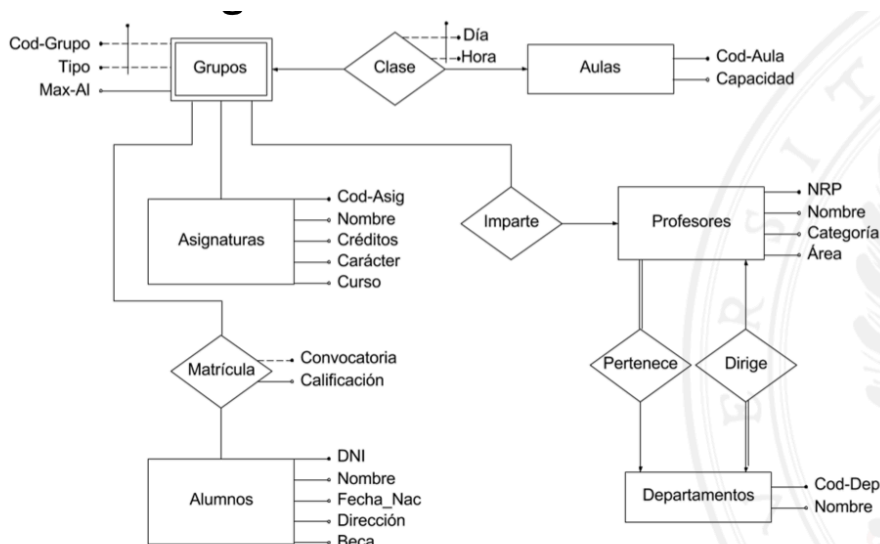 Cod-Grupo
Tipo
Max-Al
Grupos
Clase
Día
Hora
Aulas
Cod-Aula
Capacidad
Asignaturas
Cod-Asig
Nombre
Créditos
Carácter
Curso
Imparte
Profesores
NRP
Nombre
Categoría
Área
Matrícula
Convocatoria
Calificación
Pertenece
Dirige
Alumnos
DNI
Nombre
Fecha_Nac
Dirección
Beca
Departamentos
Cod-Dep
Nombre